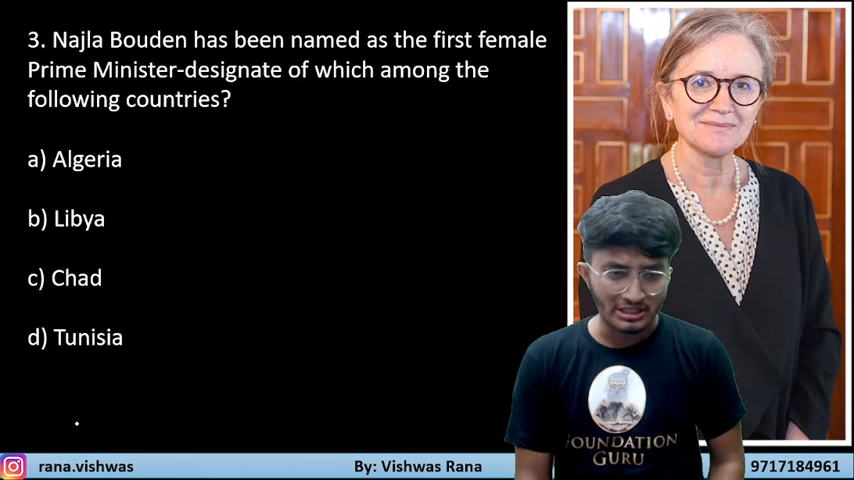 3. Najla Bouden has been named as the first female
Prime Minister-designate of which among the
following countries?
a) Algeria
b) Libya
c) Chad
d) Tunisia
FOUNDATION
GURU
rana.vishwas
By: Vishwas Rana
9717184961